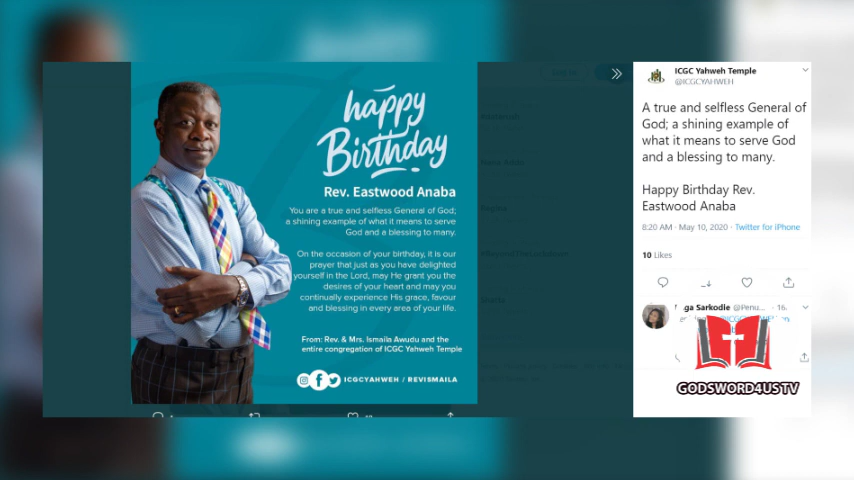 happy
Birthday
Rev. Eastwood Anaba
You are a true and selfless General of God;
a shining example of what it means to serve
God and a blessing to many.
On the occasion of your birthday, it is our
prayer that just as you have delighted
yourself in the Lord, may He grant you the
desires of your heart and may you
continually experience His grace, favour
and blessing in every area of your life.
From: Rev. & Mrs. Ismaila Awudu and the
entire congregation of ICGC Yahweh Temple
ICGCYAHWEH / REVISMAILA
ICGC Yahweh Temple
@ICGCYAHWEH
A true and selfless General of
God; a shining example of
what it means to serve God
and a blessing to many.
Happy Birthday Rev.
Eastwood Anaba
8:20 AM · May 10, 2020 · Twitter for iPhone
10 Likes
Sarkodie @Penu... · 16.
GODSWORD4USTV